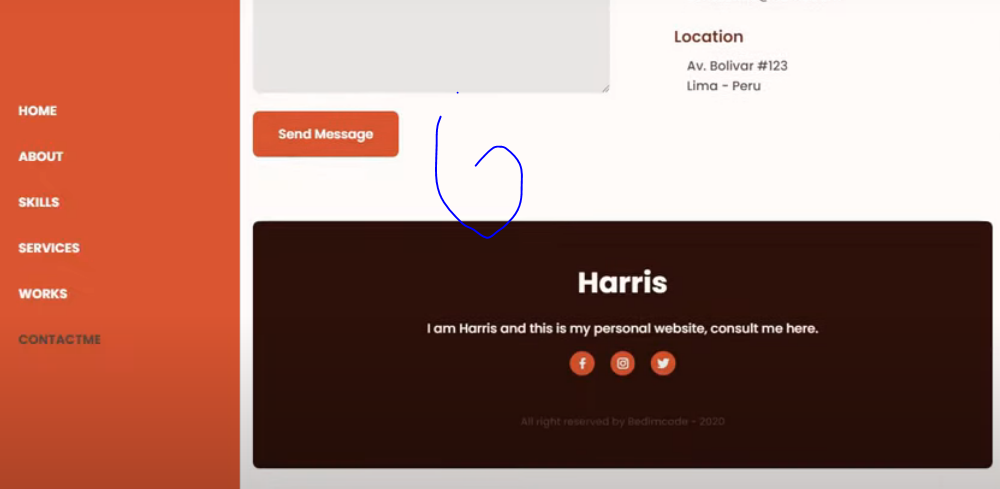 HOME
ABOUT
SKILLS
SERVICES
WORKS
CONTACTME
Location
Av. Bolivar #123
Lima - Peru
Send Message
Harris
I am Harris and this is my personal website, consult me here.
All right reserved by Bedimcode - 2020